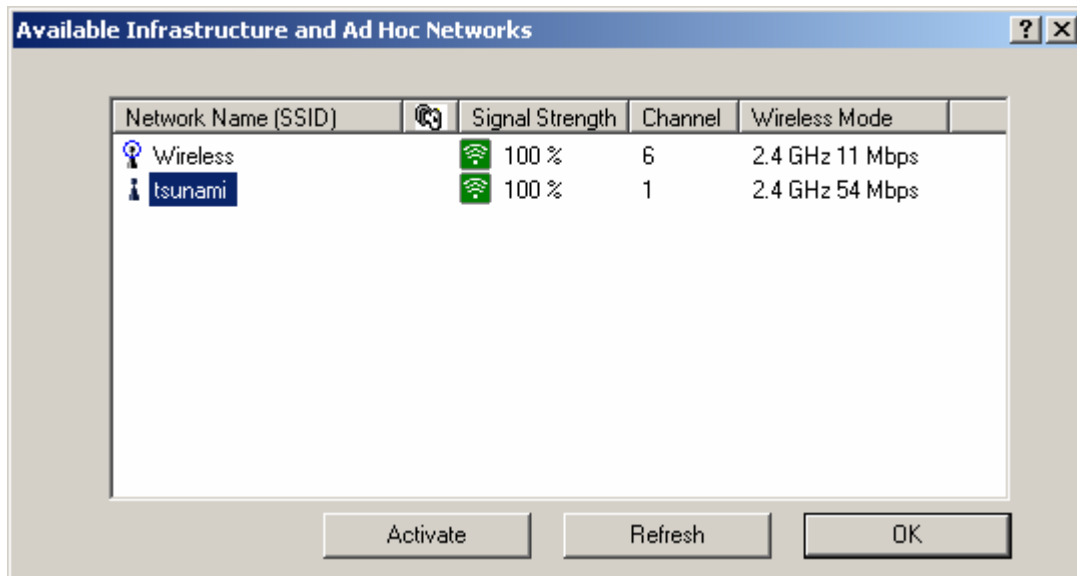 Available Infrastructure and Ad Hoc Networks
Network Name (SSID) Signal Strength Channel Wireless Mode
Wireless 100 % 6 2.4 GHz 11 Mbps
tsunami 100 % 1 2.4 GHz 54 Mbps
Activate Refresh OK